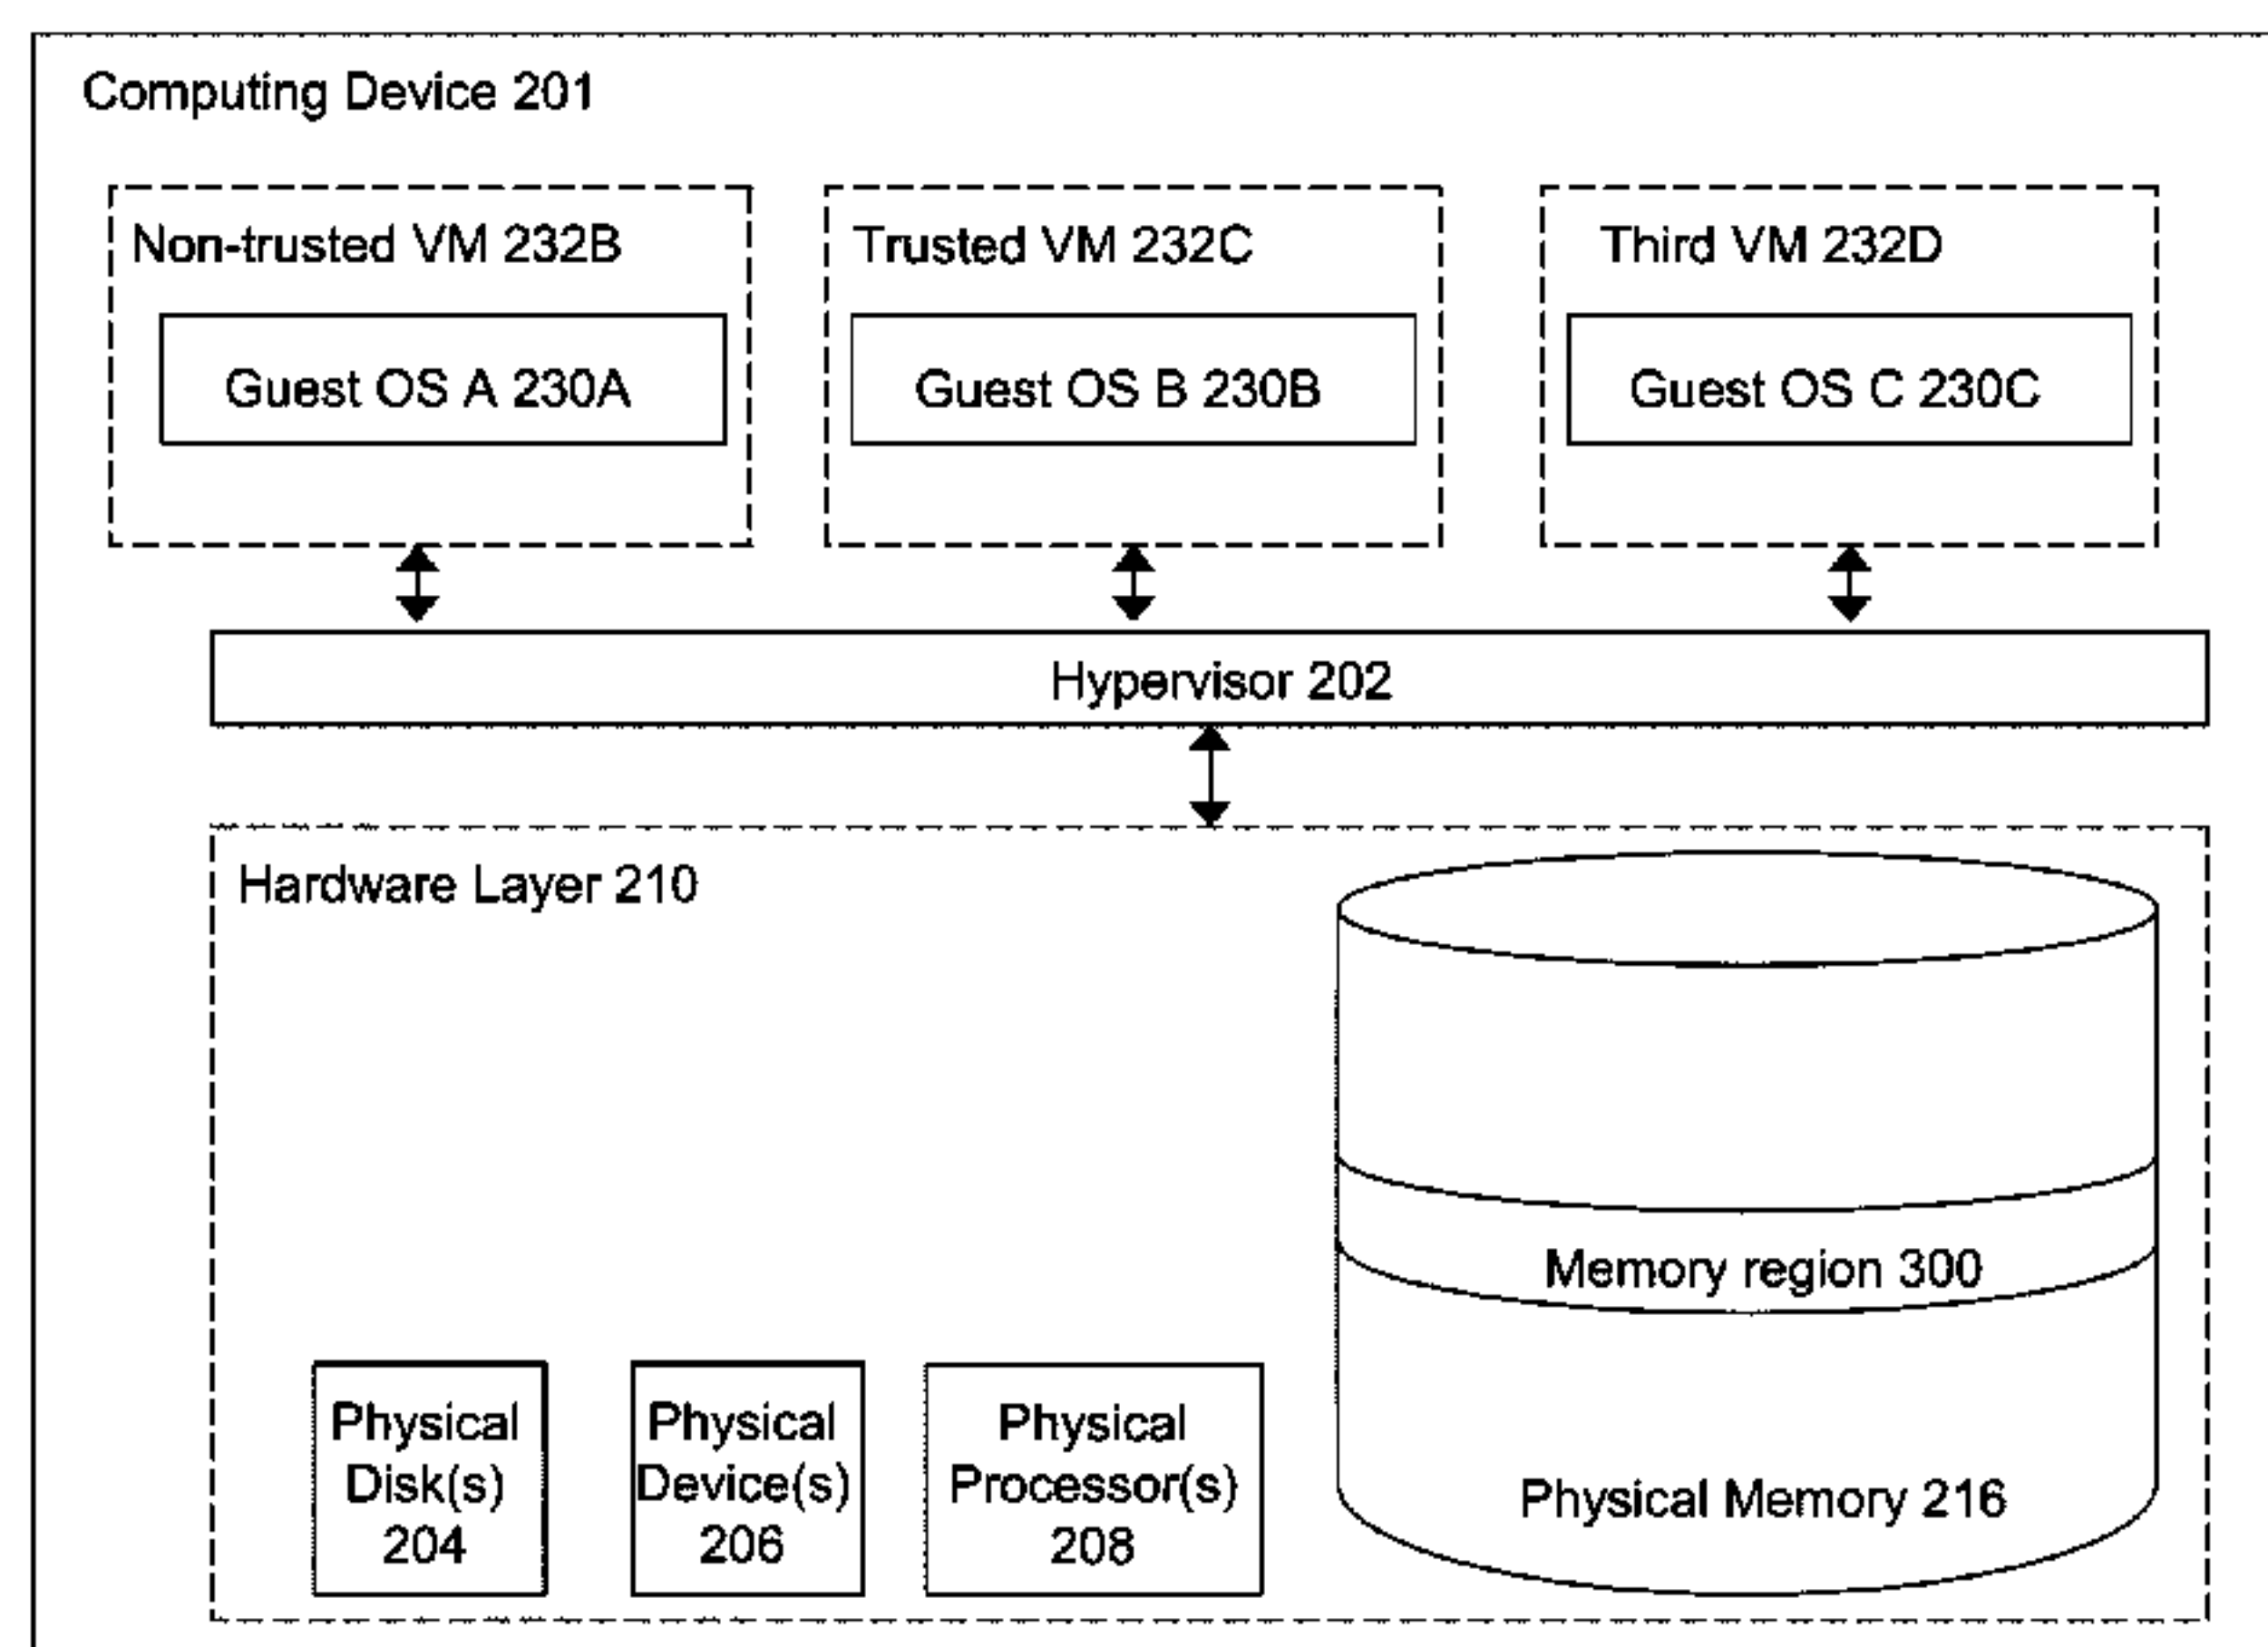 Computing Device 201
Non-trusted VM 232B
Guest OS A 230A
Trusted VM 232C
Guest OS B 230B
Third VM 232D
Guest OS C 230C
Hypervisor 202
Hardware Layer 210
Physical
Disk(s)
204
Physical
Device(s)
206
Physical
Processor(s)
208
Memory region 300
Physical Memory 216